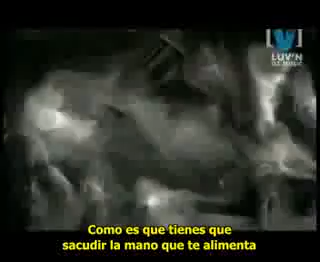 [V]
LUV'N
Como es que tienes que
sacudir la mano que te alimenta